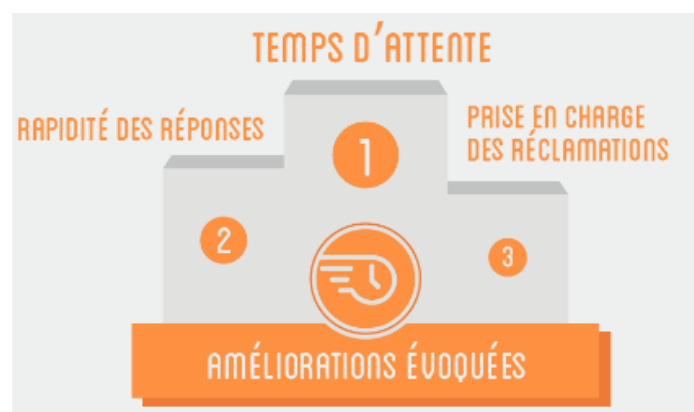 TEMPS D'ATTENTE
RAPIDITÉ DES RÉPONSES
PRISE EN CHARGE
DES RÉCLAMATIONS
1
2
3
AMÉLIORATIONS ÉVOQUÉES